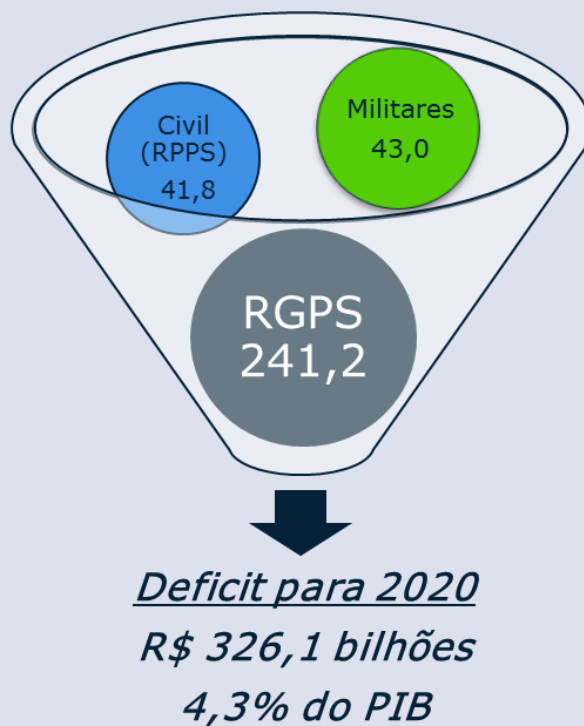 Civil
(RPPS)
41,8
Militares
43,0
RGPS
241,2
Deficit para 2020
R$ 326,1 bilhões
4,3% do PIB